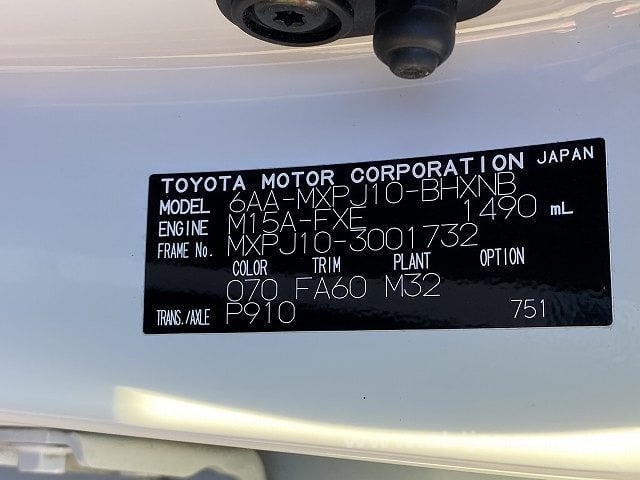 TOYOTA MOTOR CORPORATION JAPAN
MODEL 6AA-MXPJ10-BHXNB
ENGINE M15A-FXE 1490 mL
FRAME No. MXPJ10-3001732
COLOR TRIM PLANT OPTION
070 FA60 M32
TRANS./AXLE P910 751